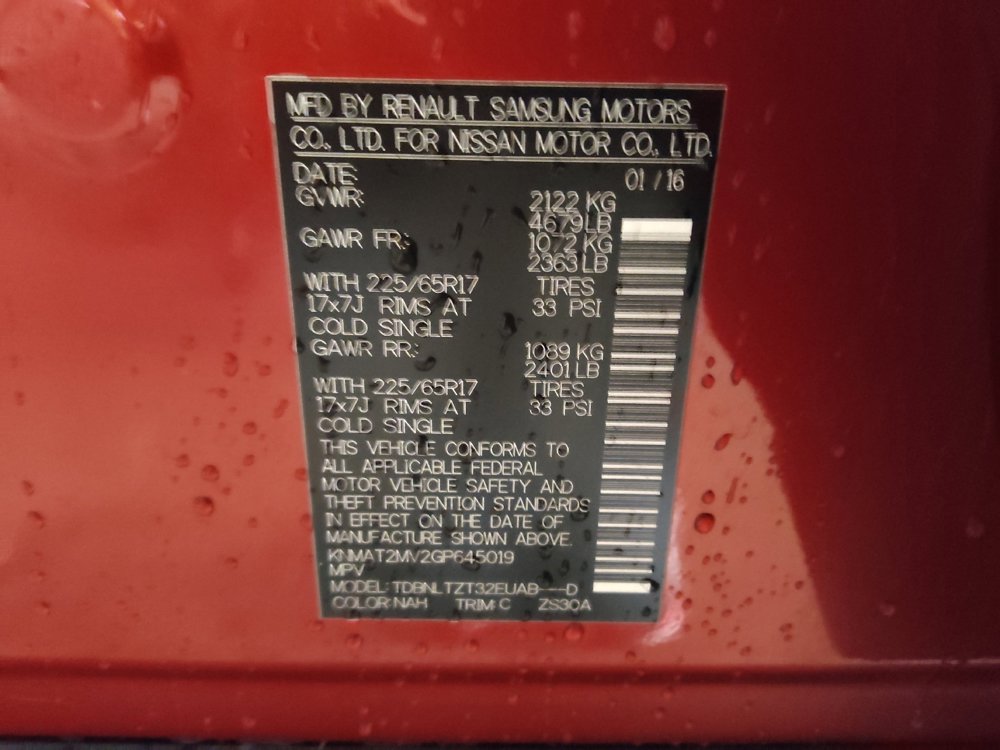 MFD BY RENAULT SAMSUNG MOTORS
CO., LTD. FOR NISSAN MOTOR CO., LTD.
DATE: 01 / 16
GVWR: 2122 KG
4679 LB
GAWR FR: 1072 KG
2363 LB
WITH 225/65R17 TIRES
17x7J RIMS AT 33 PSI
COLD SINGLE
GAWR RR: 1089 KG
2401 LB
WITH 225/65R17 TIRES
17x7J RIMS AT 33 PSI
COLD SINGLE
THIS VEHICLE CONFORMS TO
ALL APPLICABLE FEDERAL
MOTOR VEHICLE SAFETY AND
THEFT PREVENTION STANDARDS
IN EFFECT ON THE DATE OF
MANUFACTURE SHOWN ABOVE.
KNMAT2MV2GP645019
MPV
MODEL: TDBNLTZT32EUAB---D
COLOR: NAH TRIM: C ZS30A